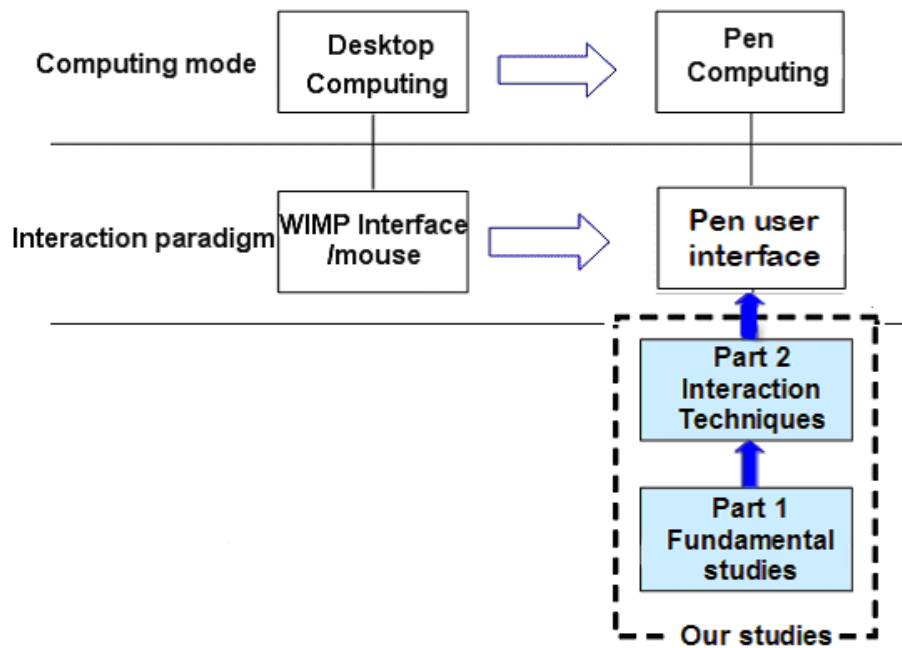 Computing mode
Desktop
Computing
Pen
Computing
Interaction paradigm
WIMP Interface
/mouse
Pen user
interface
Part 2
Interaction
Techniques
Part 1
Fundamental
studies
Our studies